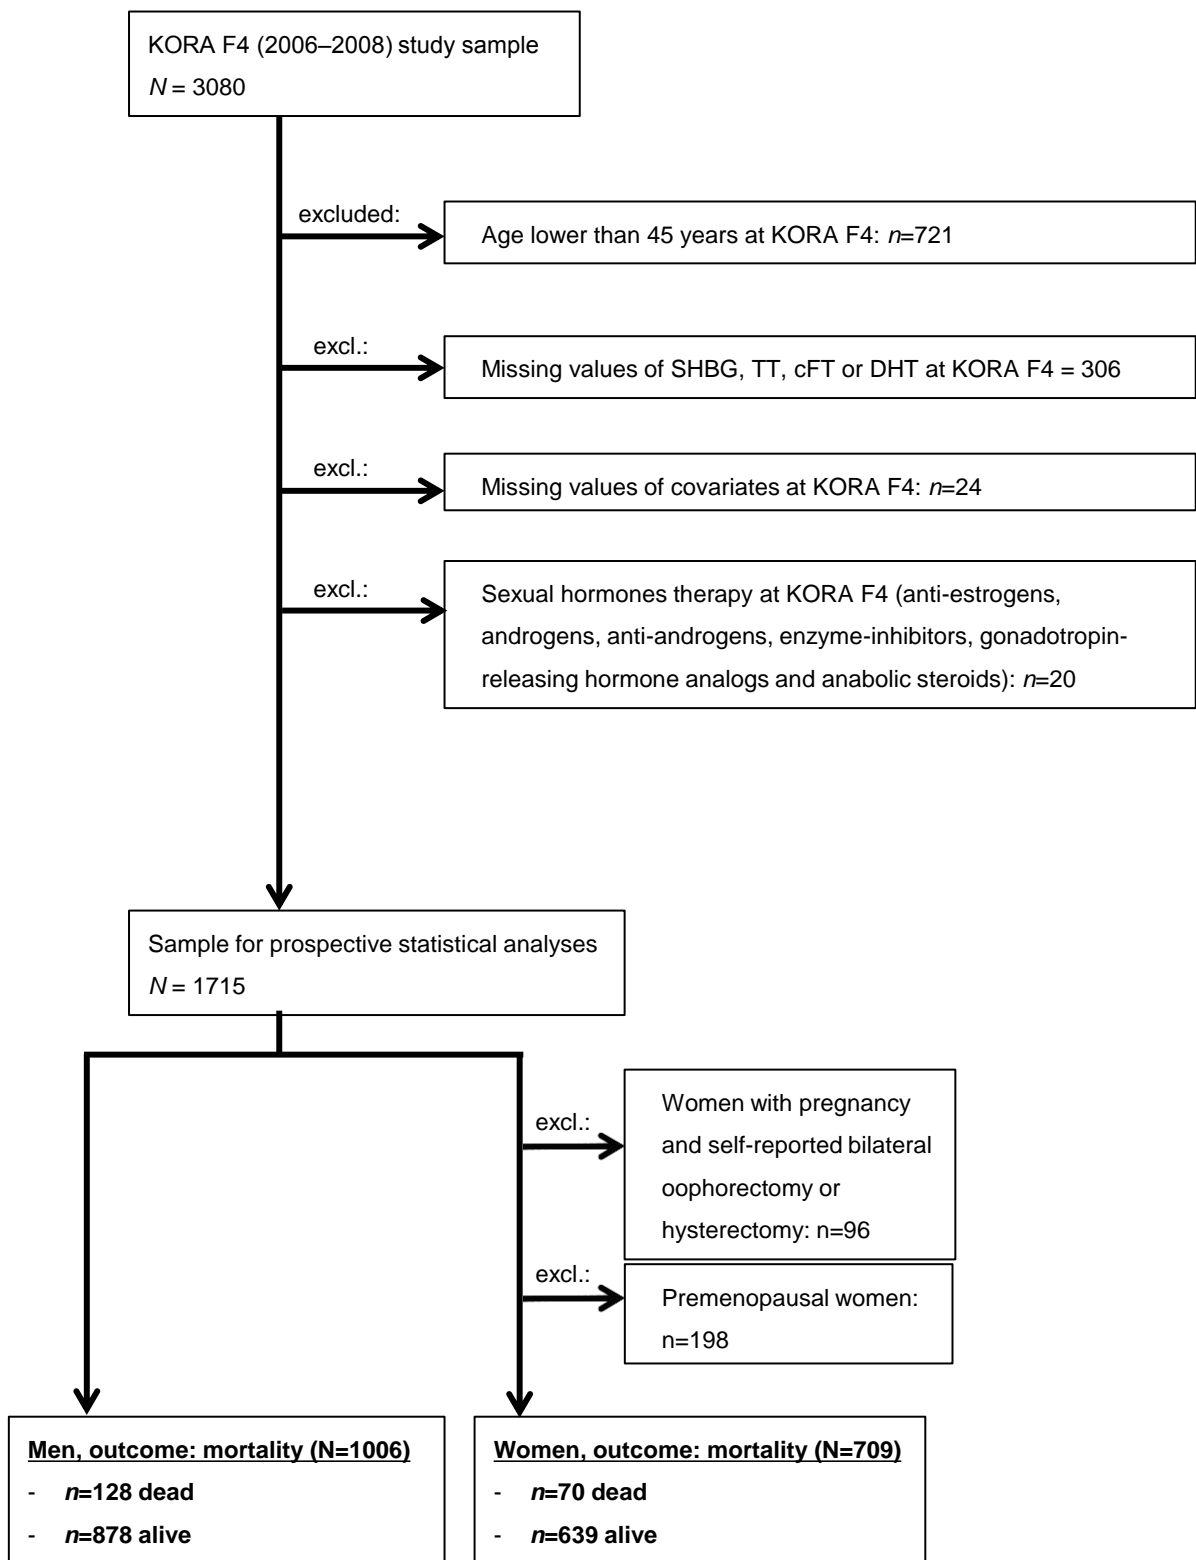 KORA F4 (2006–2008) study sample
N = 3080
excluded:
Age lower than 45 years at KORA F4: n=721
excl.:
Missing values of SHBG, TT, cFT or DHT at KORA F4 = 306
excl.:
Missing values of covariates at KORA F4: n=24
excl.:
Sexual hormones therapy at KORA F4 (anti-estrogens,
androgens, anti-androgens, enzyme-inhibitors, gonadotropin-
releasing hormone analogs and anabolic steroids): n=20
Sample for prospective statistical analyses
N = 1715
excl.:
Women with pregnancy
and self-reported bilateral
oophorectomy or
hysterectomy: n=96
excl.:
Premenopausal women:
n=198
Men, outcome: mortality (N=1006)
- n=128 dead
- n=878 alive
Women, outcome: mortality (N=709)
- n=70 dead
- n=639 alive